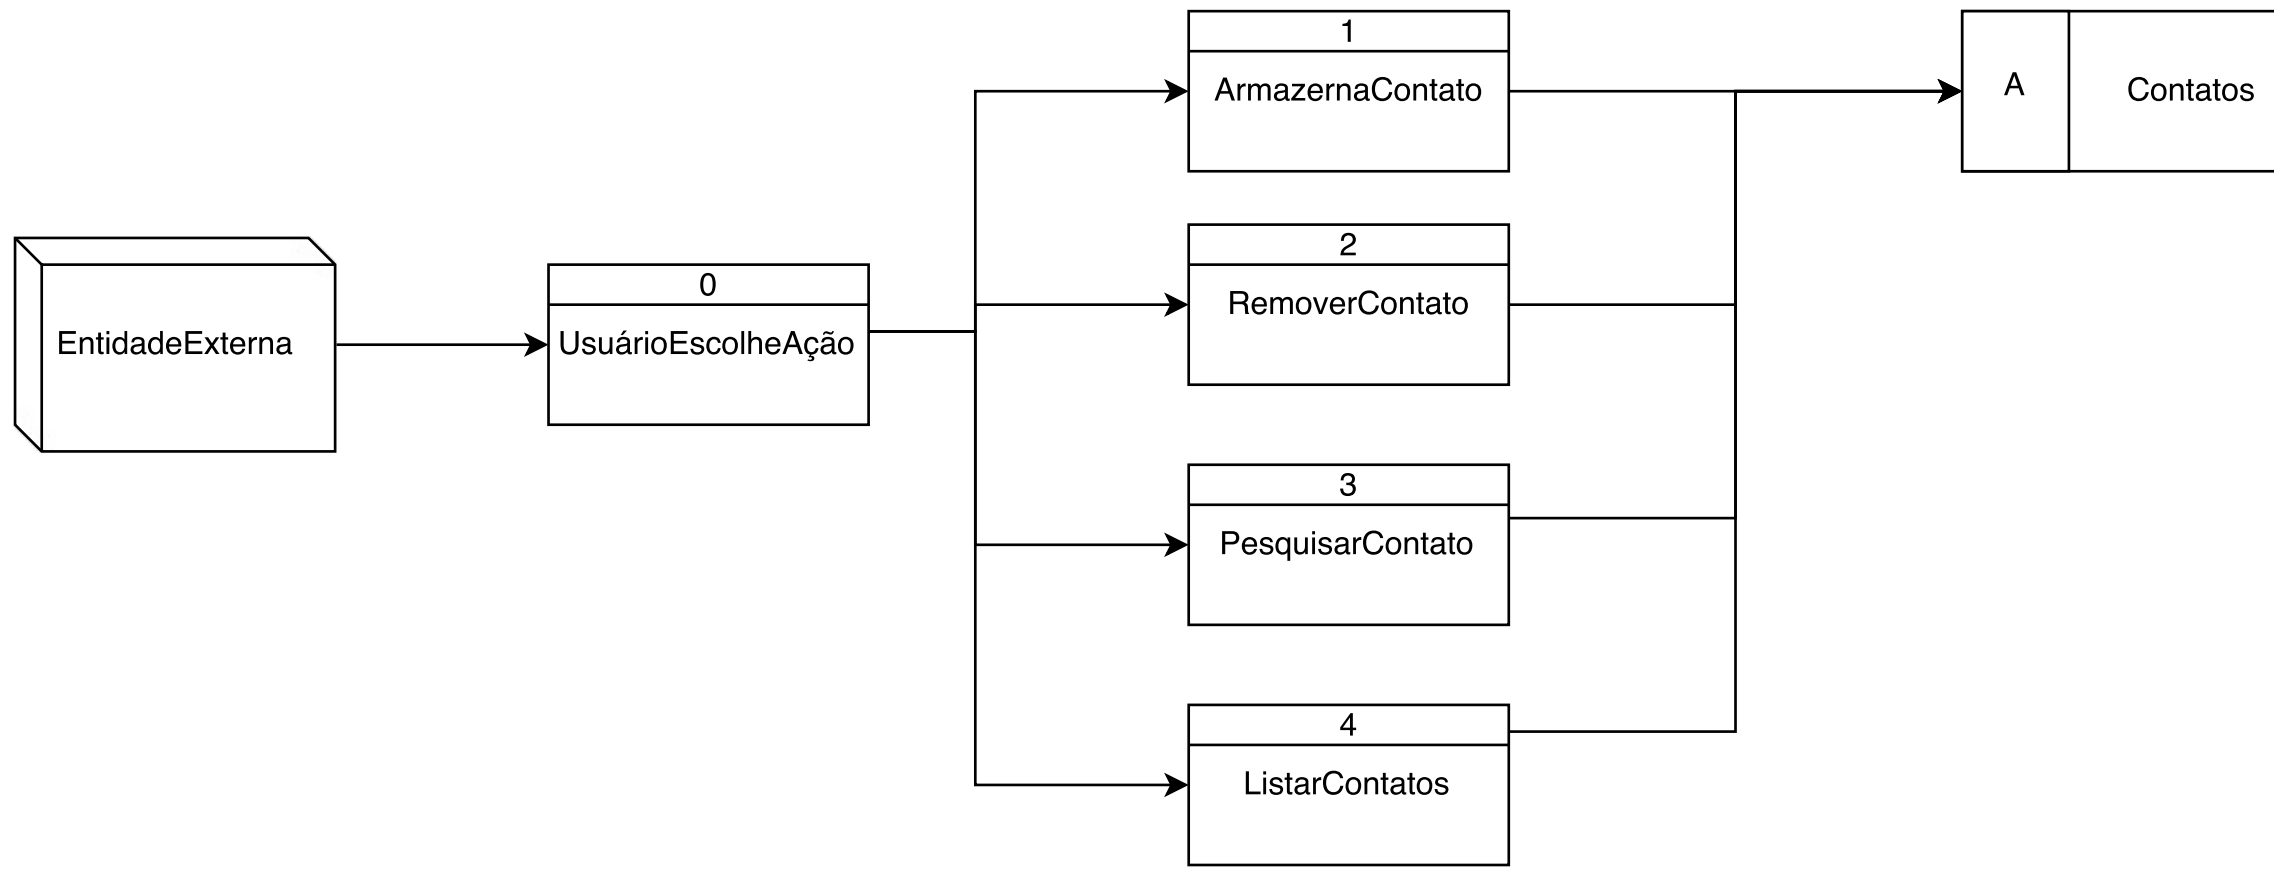 EntidadeExterna
0
UsuárioEscolheAção
1
ArmazernaContato
2
RemoverContato
3
PesquisarContato
4
ListarContatos
A
Contatos